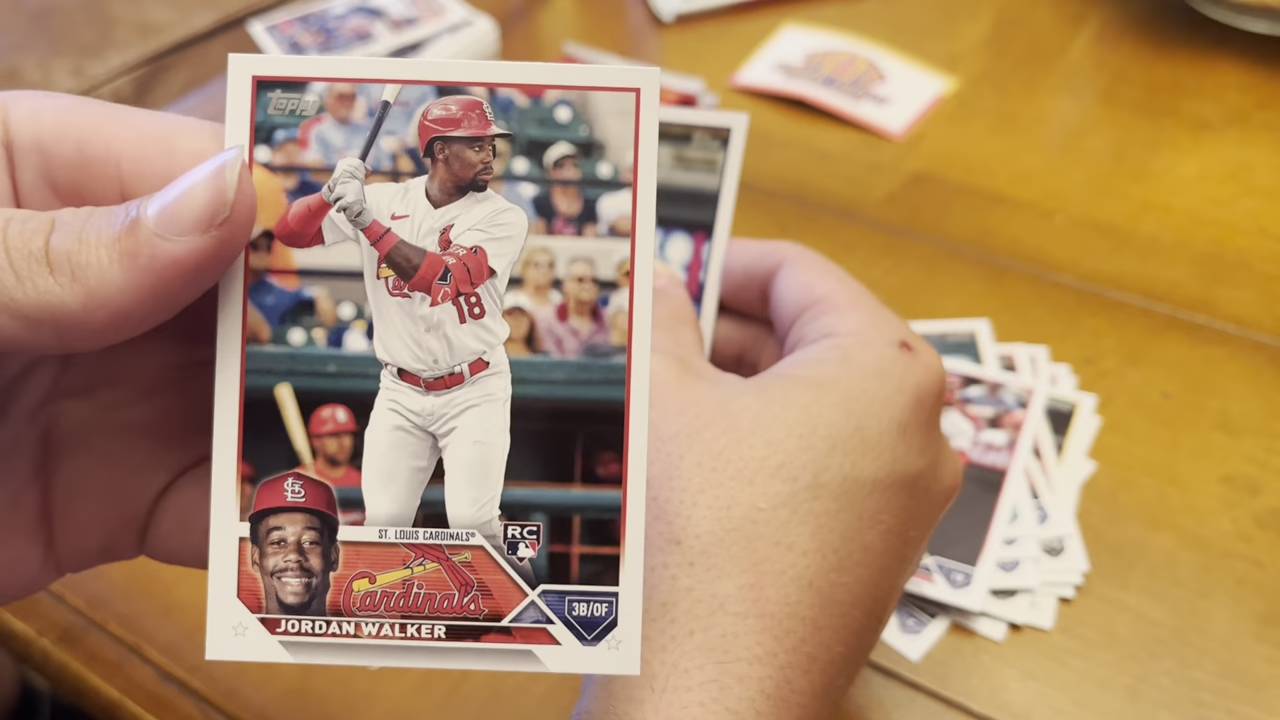 Topps
18
ST. LOUIS CARDINALS®
RC
Cardinals
3B/OF
JORDAN WALKER